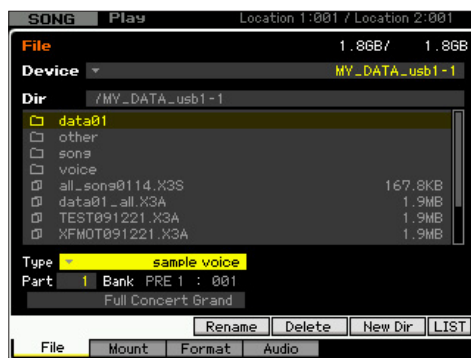 SONG Play Location 1:001 / Location 2:001
File 1.8GB/ 1.8GB
Device MY_DATA_usb1-1
Dir /MY_DATA_usb1-1
data01
other
song
voice
all_song0114.X3S 167.8KB
data01_all.X3A 1.9MB
TEST091221.X3A 1.9MB
XFMOT091221.X3A 1.9MB
Type sample voice
Part 1 Bank PRE1 : 001
Full Concert Grand
Rename Delete New Dir LIST
File Mount Format Audio